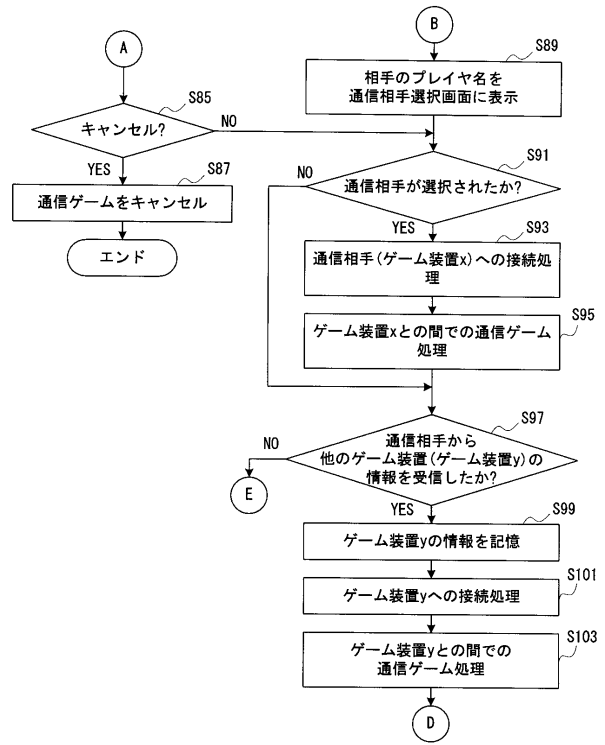 A
S85
キャンセル?
NO
YES
S87
通信ゲームをキャンセル
エンド
B
S89
相手のプレイヤ名を
通信相手選択画面に表示
S91
NO
通信相手が選択されたか?
YES
S93
通信相手(ゲーム装置x)への接続処
理
S95
ゲーム装置xとの間での通信ゲーム
処理
S97
NO
通信相手から
他のゲーム装置(ゲーム装置y)の
情報を受信したか?
E
YES
S99
ゲーム装置yの情報を記憶
S101
ゲーム装置yへの接続処理
S103
ゲーム装置yとの間での
通信ゲーム処理
D